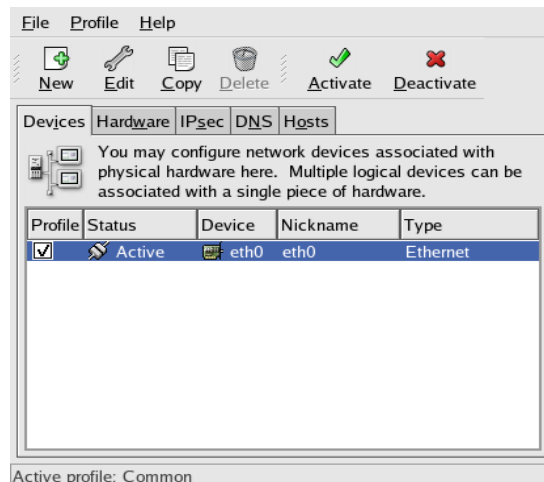 File Profile Help
New Edit Copy Delete Activate Deactivate
Devices Hardware IPsec DNS Hosts
You may configure network devices associated with
physical hardware here. Multiple logical devices can be
associated with a single piece of hardware.
Profile Status Device Nickname Type
Active eth0 eth0 Ethernet
Active profile: Common